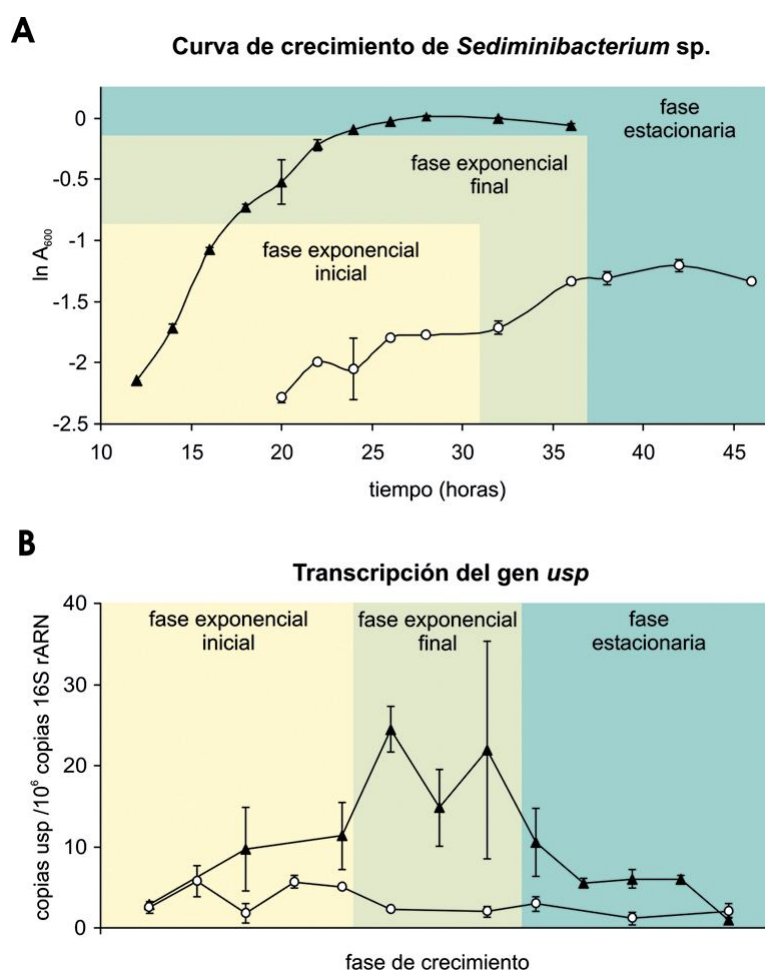 A
Curva de crecimiento de Sediminibacterium sp.
0
-0.5
-1
-1.5
-2
-2.5
ln A600
fase
estacionaria
fase exponencial
final
fase exponencial
inicial
10 15 20 25 30 35 40 45
tiempo (horas)
B
Transcripción del gen usp
40
30
20
10
0
copias usp /10⁶ copias 16S rARN
fase exponencial
inicial
fase exponencial
final
fase
estacionaria
fase de crecimiento